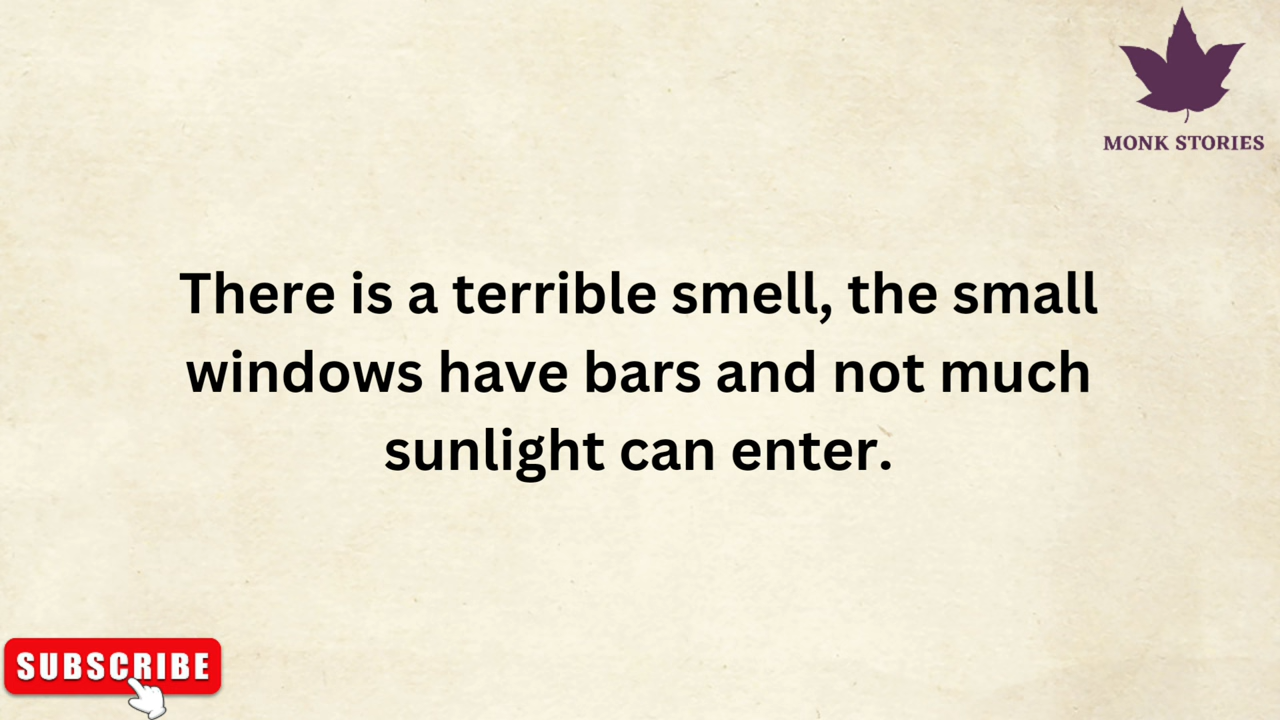 MONK STORIES
There is a terrible smell, the small
windows have bars and not much
sunlight can enter.
SUBSCRIBE